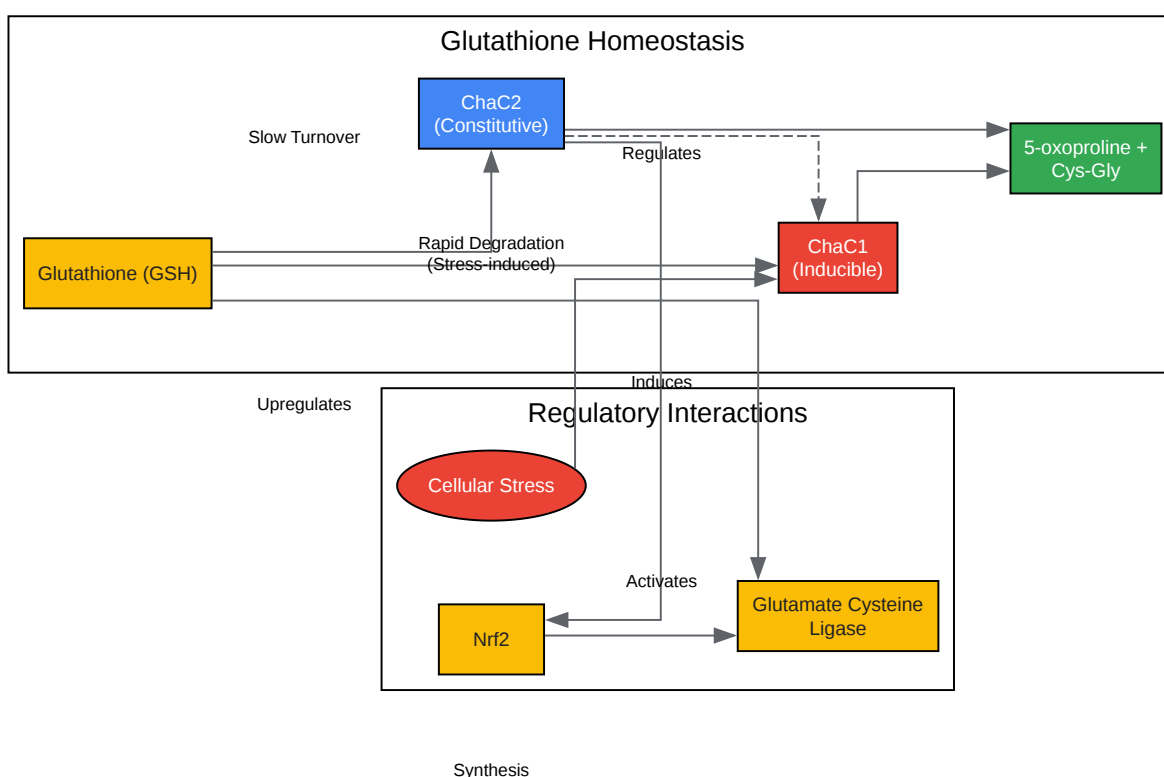 Glutathione Homeostasis
ChaC2
(Constitutive)
Slow Turnover
Regulates
5-oxoproline +
Cys-Gly
Rapid Degradation
(Stress-induced)
ChaC1
(Inducible)
Glutathione (GSH)
Induces
Upregulates
Regulatory Interactions
Cellular Stress
Activates
Glutamate Cysteine
Ligase
Nrf2
Synthesis